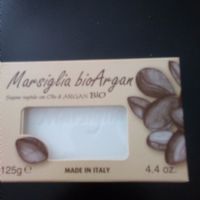 Marsiglia bioArgan
Sapone vegetale con Olio di ARGAN BIO
125g e
4.4 oz.
MADE IN ITALY